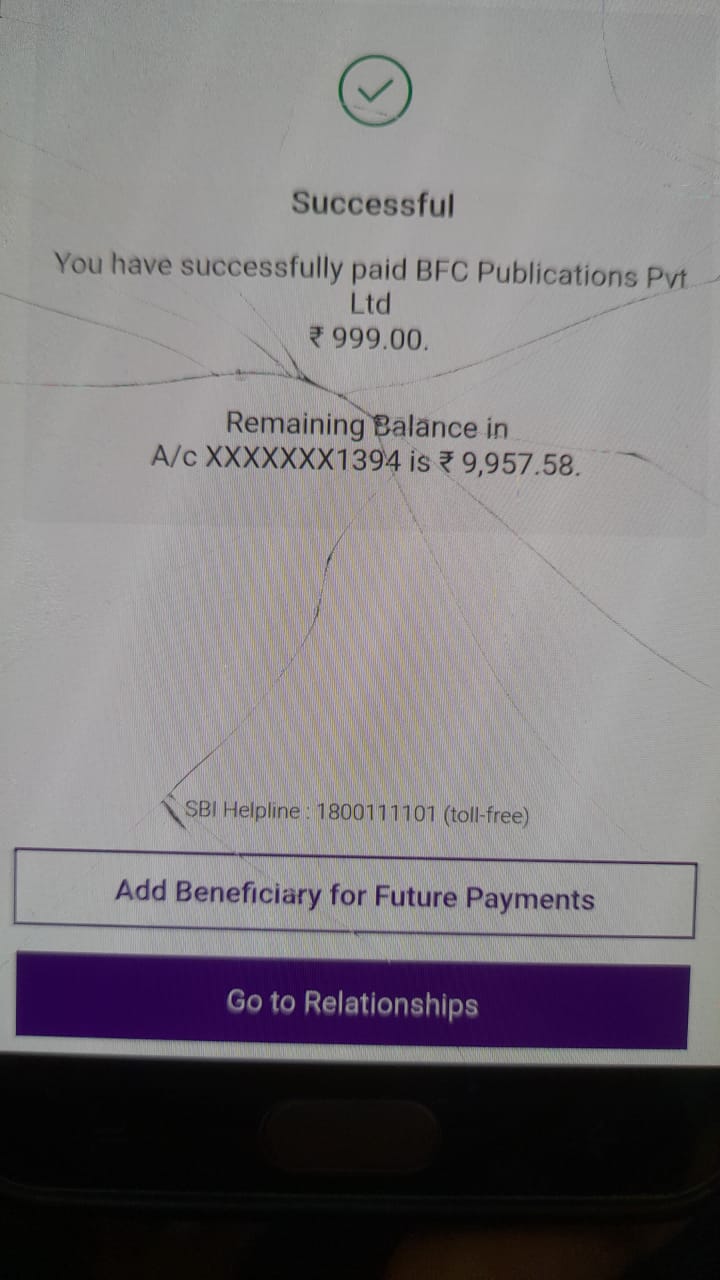 Successful
You have successfully paid BFC Publications Pvt
Ltd
₹ 999.00.
Remaining Balance in
A/c XXXXXXX1394 is ₹ 9,957.58.
SBI Helpline : 1800111101 (toll-free)
Add Beneficiary for Future Payments
Go to Relationships